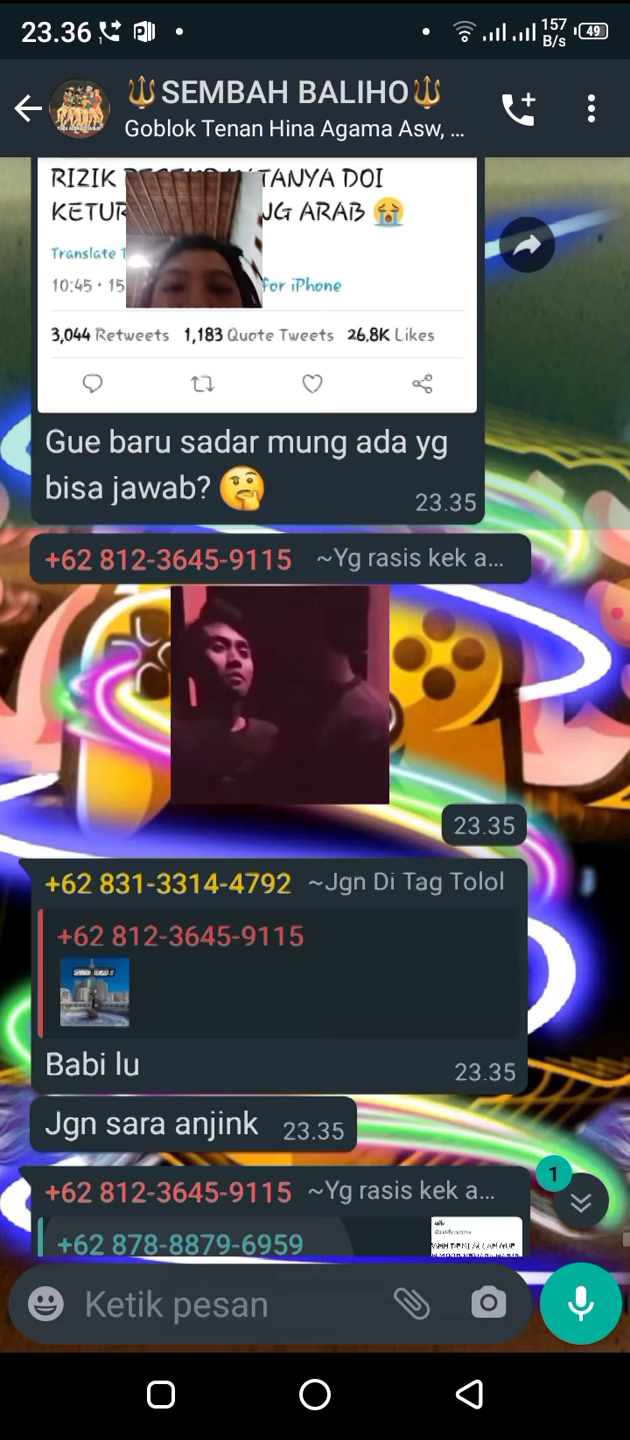 23.36
157
B/s
49
🔱SEMBAH BALIHO🔱
Goblok Tenan Hina Agama Asw, ...
RIZIK TANYA DOI
KETUR ARAB 😭
Translate
10:45 · 15 for iPhone
3,044 Retweets 1,183 Quote Tweets 26.8K Likes
Gue baru sadar mung ada yg
bisa jawab? 🤔
23.35
+62 812-3645-9115 ~Yg rasis kek a...
23.35
+62 831-3314-4792 ~Jgn Di Tag Tolol
+62 812-3645-9115
Babi lu
23.35
Jgn sara anjink 23.35
1
+62 812-3645-9115 ~Yg rasis kek a...
+62 878-8879-6959
Ketik pesan